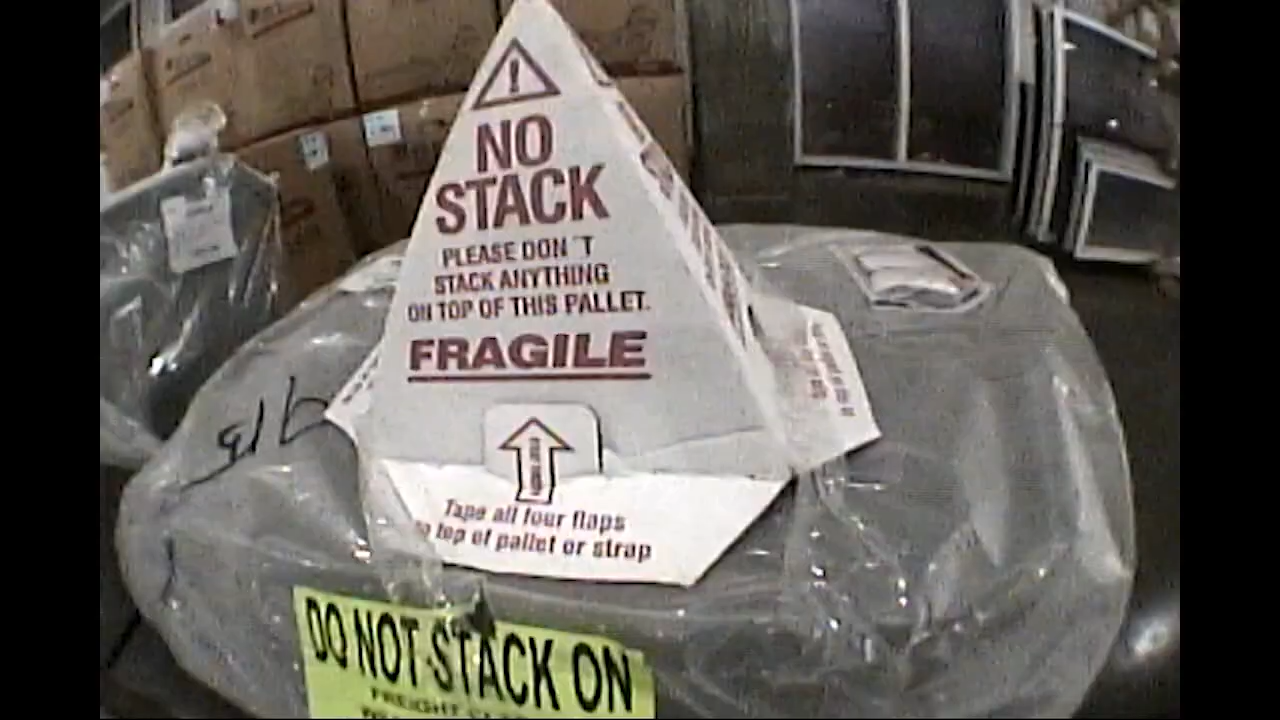 !
NO
STACK
PLEASE DON´T
STACK ANYTHING
ON TOP OF THIS PALLET.
FRAGILE
Tape all four flaps
to top of pallet or strap
DO NOT STACK ON
FREIGHT